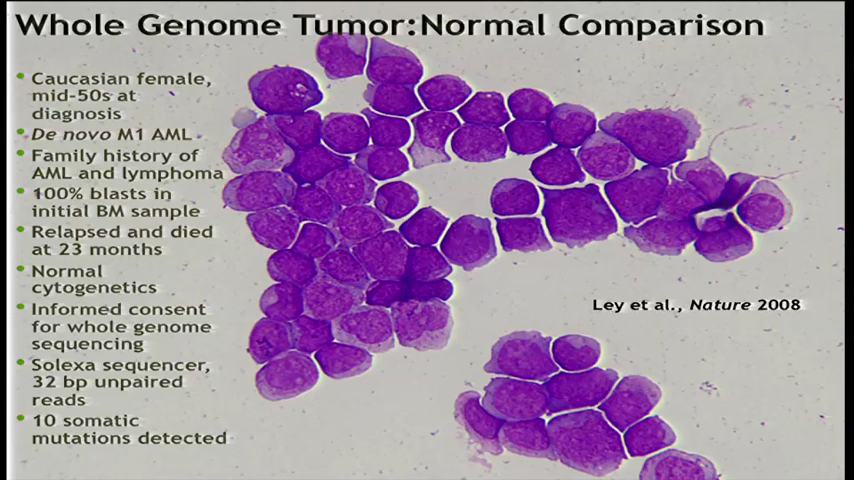 Whole Genome Tumor:Normal Comparison
• Caucasian female,
mid-50s at
diagnosis
• De novo M1 AML
• Family history of
AML and lymphoma
• 100% blasts in
initial BM sample
• Relapsed and died
at 23 months
• Normal
cytogenetics
• Informed consent
for whole genome
sequencing
• Solexa sequencer,
32 bp unpaired
reads
• 10 somatic
mutations detected
Ley et al., Nature 2008